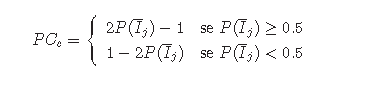 PC_c = { 2P(Ī_j) − 1 se P(Ī_j) ≥ 0.5
1 − 2P(Ī_j) se P(Ī_j) < 0.5